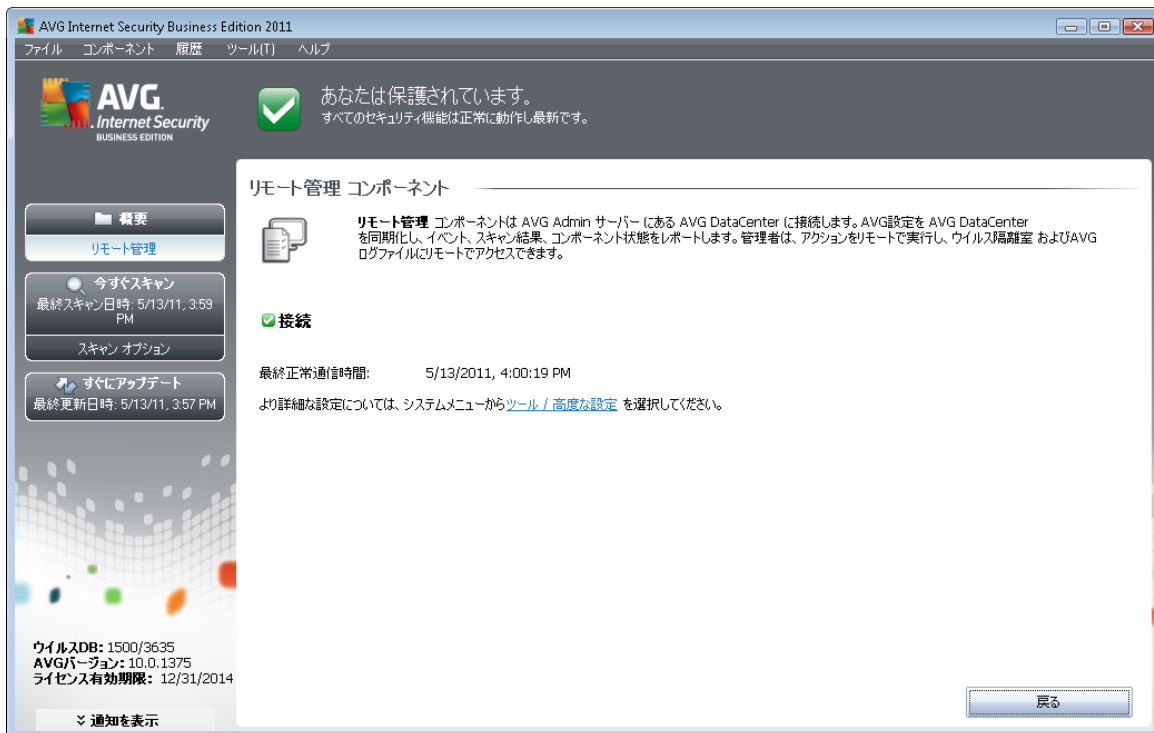 AVG Internet Security Business Edition 2011
ファイル コンポーネント 履歴 ツール(T) ヘルプ
AVG.
Internet Security
BUSINESS EDITION
あなたは保護されています。
すべてのセキュリティ機能は正常に動作し最新です。
概要
リモート管理
今すぐスキャン
最終スキャン日時: 5/13/11, 3:59
PM
スキャン オプション
すぐにアップデート
最終更新日時: 5/13/11, 3:57 PM
ウイルスDB: 1500/3635
AVGバージョン: 10.0.1375
ライセンス有効期限: 12/31/2014
通知を表示
リモート管理 コンポーネント
リモート管理 コンポーネントは AVG Admin サーバー (にある AVG DataCenter に接続します。AVG設定を AVG DataCenter
を同期化し、イベント、スキャン結果、コンポーネント状態をレポートします。管理者は、アクションをリモートで実行し、ウイルス隔離室 およびAVG
ログファイルにリモートでアクセスできます。
接続
最終正常通信時間: 5/13/2011, 4:00:19 PM
より詳細な設定については、システムメニューからツール / 高度な設定 を選択してください。
戻る